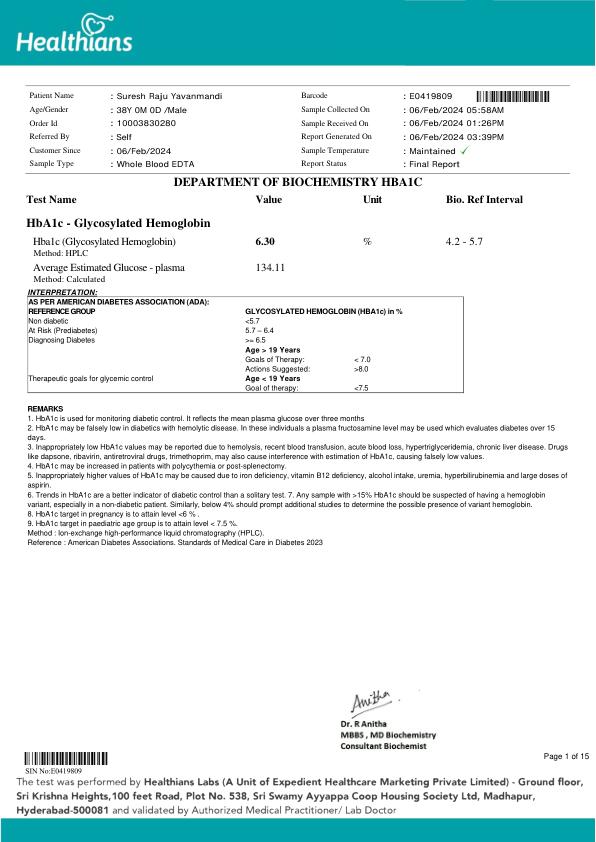 Healthians
Patient Name : Suresh Raju Yavanmandi Barcode : E0419809
Age/Gender : 38Y 0M 0D /Male Sample Collected On : 06/Feb/2024 05:58AM
Order Id : 10003830280 Sample Received On : 06/Feb/2024 01:26PM
Referred By : Self Report Generated On : 06/Feb/2024 03:39PM
Customer Since : 06/Feb/2024 Sample Temperature : Maintained ✓
Sample Type : Whole Blood EDTA Report Status : Final Report
DEPARTMENT OF BIOCHEMISTRY HBA1C
Test Name Value Unit Bio. Ref Interval
HbA1c - Glycosylated Hemoglobin
Hba1c (Glycosylated Hemoglobin) 6.30 % 4.2 - 5.7
Method: HPLC
Average Estimated Glucose - plasma 134.11
Method: Calculated
INTERPRETATION:
AS PER AMERICAN DIABETES ASSOCIATION (ADA):
REFERENCE GROUP GLYCOSYLATED HEMOGLOBIN (HBA1c) in %
Non diabetic <5.7
At Risk (Prediabetes) 5.7 – 6.4
Diagnosing Diabetes >= 6.5
Age > 19 Years
Goals of Therapy: < 7.0
Actions Suggested: >8.0
Therapeutic goals for glycemic control Age < 19 Years
Goal of therapy: <7.5
REMARKS
1. HbA1c is used for monitoring diabetic control. It reflects the mean plasma glucose over three months
2. HbA1c may be falsely low in diabetics with hemolytic disease. In these individuals a plasma fructosamine level may be used which evaluates diabetes over 15
days.
3. Inappropriately low HbA1c values may be reported due to hemolysis, recent blood transfusion, acute blood loss, hypertriglyceridemia, chronic liver disease. Drugs
like dapsone, ribavirin, antiretroviral drugs, trimethoprim, may also cause interference with estimation of HbA1c, causing falsely low values.
4. HbA1c may be increased in patients with polycythemia or post-splenectomy.
5. Inappropriately higher values of HbA1c may be caused due to iron deficiency, vitamin B12 deficiency, alcohol intake, uremia, hyperbilirubinemia and large doses of
aspirin.
6. Trends in HbA1c are a better indicator of diabetic control than a solitary test. 7. Any sample with >15% HbA1c should be suspected of having a hemoglobin
variant, especially in a non-diabetic patient. Similarly, below 4% should prompt additional studies to determine the possible presence of variant hemoglobin.
8. HbA1c target in pregnancy is to attain level <6 % .
9. HbA1c target in paediatric age group is to attain level < 7.5 %.
Method : Ion-exchange high-performance liquid chromatography (HPLC).
Reference : American Diabetes Associations. Standards of Medical Care in Diabetes 2023
Anitha
Dr. R Anitha
MBBS , MD Biochemistry
Consultant Biochemist
Page 1 of 15
SIN No:E0419809
The test was performed by Healthians Labs (A Unit of Expedient Healthcare Marketing Private Limited) - Ground floor,
Sri Krishna Heights,100 feet Road, Plot No. 538, Sri Swamy Ayyappa Coop Housing Society Ltd, Madhapur,
Hyderabad-500081 and validated by Authorized Medical Practitioner/ Lab Doctor